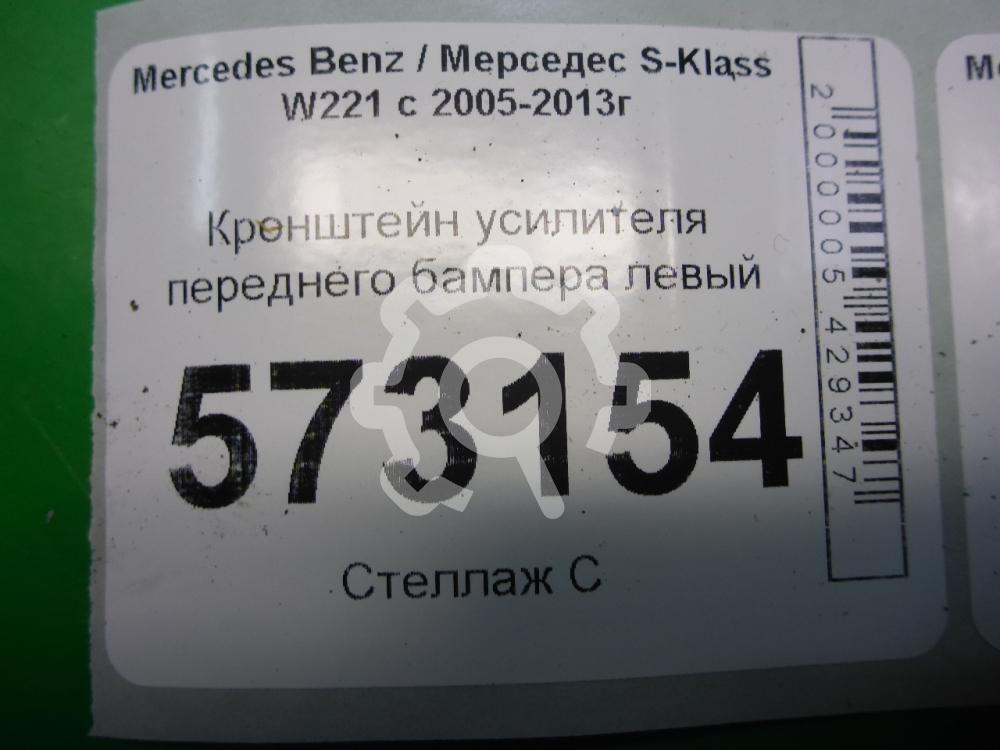 Mercedes Benz / Мерседес S-Klass
W221 с 2005-2013г
Кронштейн усилителя
переднего бампера левый
573154
Стеллаж С
2000005429347
М